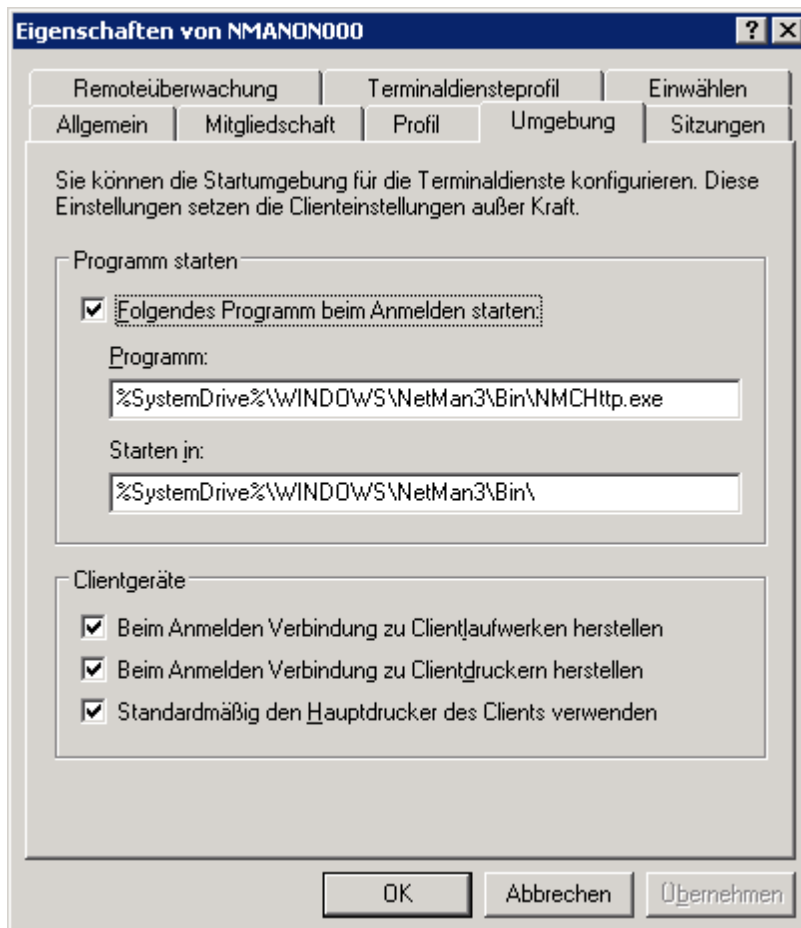 Eigenschaften von NMANON000
Remoteüberwachung Terminaldiensteprofil Einwählen
Allgemein Mitgliedschaft Profil Umgebung Sitzungen
Sie können die Startumgebung für die Terminaldienste konfigurieren. Diese
Einstellungen setzen die Clienteinstellungen außer Kraft.
Programm starten
Folgendes Programm beim Anmelden starten:
Programm:
%SystemDrive%\WINDOWS\NetMan3\Bin\NMCHttp.exe
Starten in:
%SystemDrive%\WINDOWS\NetMan3\Bin\
Clientgeräte
Beim Anmelden Verbindung zu Clientlaufwerken herstellen
Beim Anmelden Verbindung zu Clientdruckern herstellen
Standardmäßig den Hauptdrucker des Clients verwenden
OK Abbrechen Übernehmen